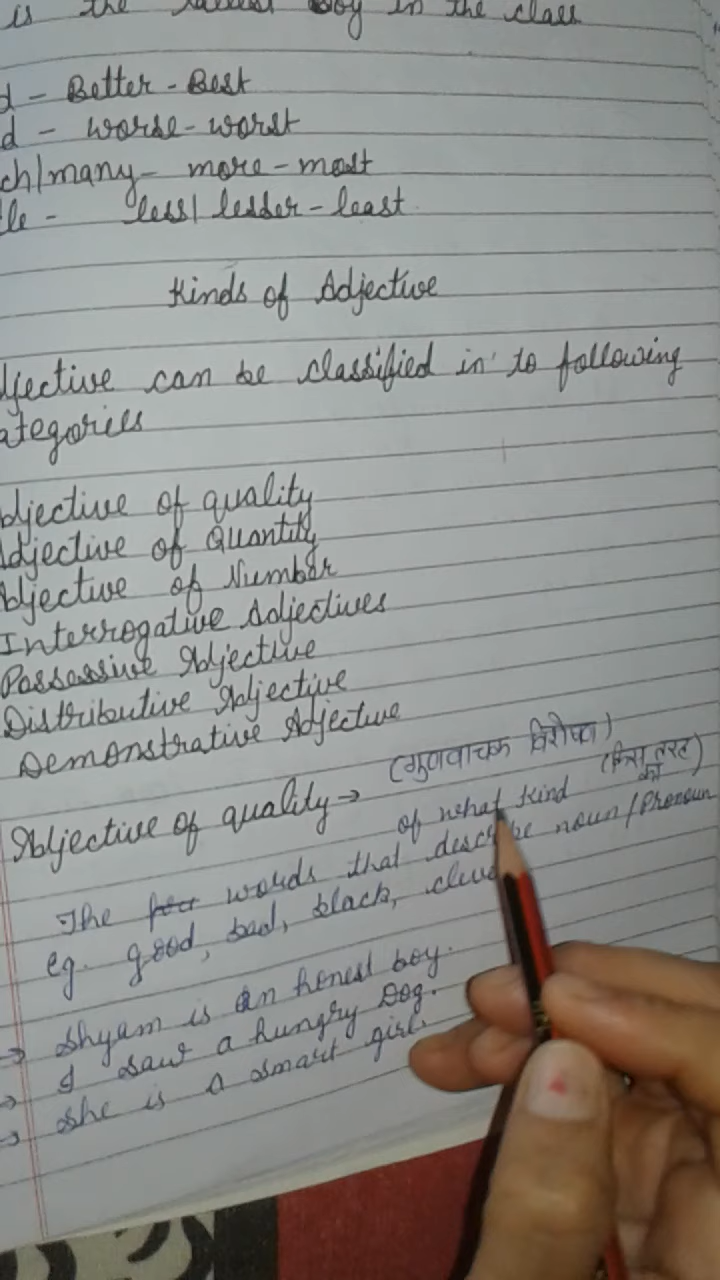 is the tallest boy in the class
d - Better - Best
d - worse - worst
ch/many - more - most
le - less/ lesser - least
Kinds of Adjective
djective can be classified in to following
ategories
djective of quality
djective of Quantity
djective of Number
Interrogative Adjectives
Possessive Adjective
Distributive Adjective
Demonstrative Adjective
Adjective of quality → (गुणवाचक विशेषण)
of what kind (किस तरह का)
The words that describe noun/Pronoun
eg. good, bad, black,
→ Shyam is an honest boy.
→ I saw a hungry Dog.
→ She is a smart girl.